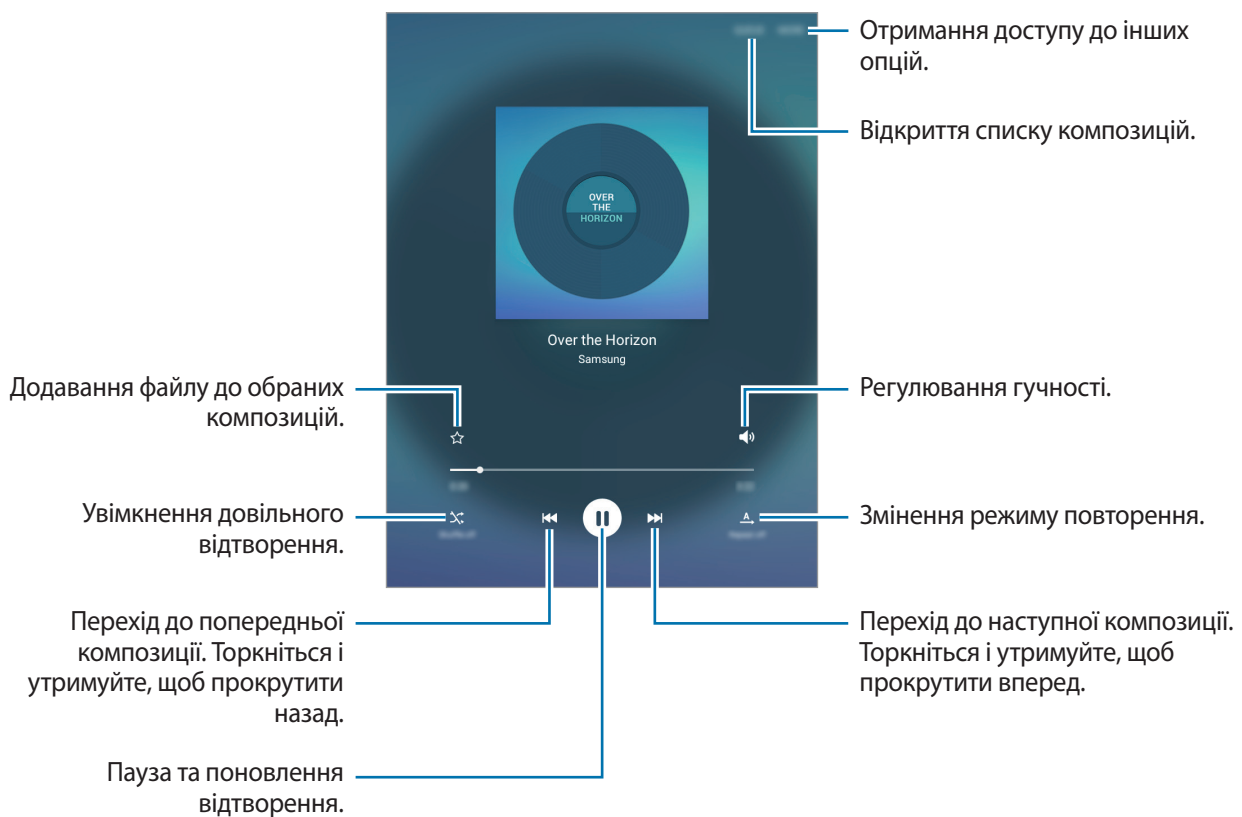 Отримання доступу до інших
опцій.
Відкриття списку композицій.
OVER
THE
HORIZON
Over the Horizon
Samsung
Додавання файлу до обраних
композицій.
Регулювання гучності.
Увімкнення довільного
відтворення.
A
Змінення режиму повторення.
Перехід до попередньої
композиції. Торкніться і
утримуйте, щоб прокрутити
назад.
Перехід до наступної композиції.
Торкніться і утримуйте, щоб
прокрутити вперед.
Пауза та поновлення
відтворення.